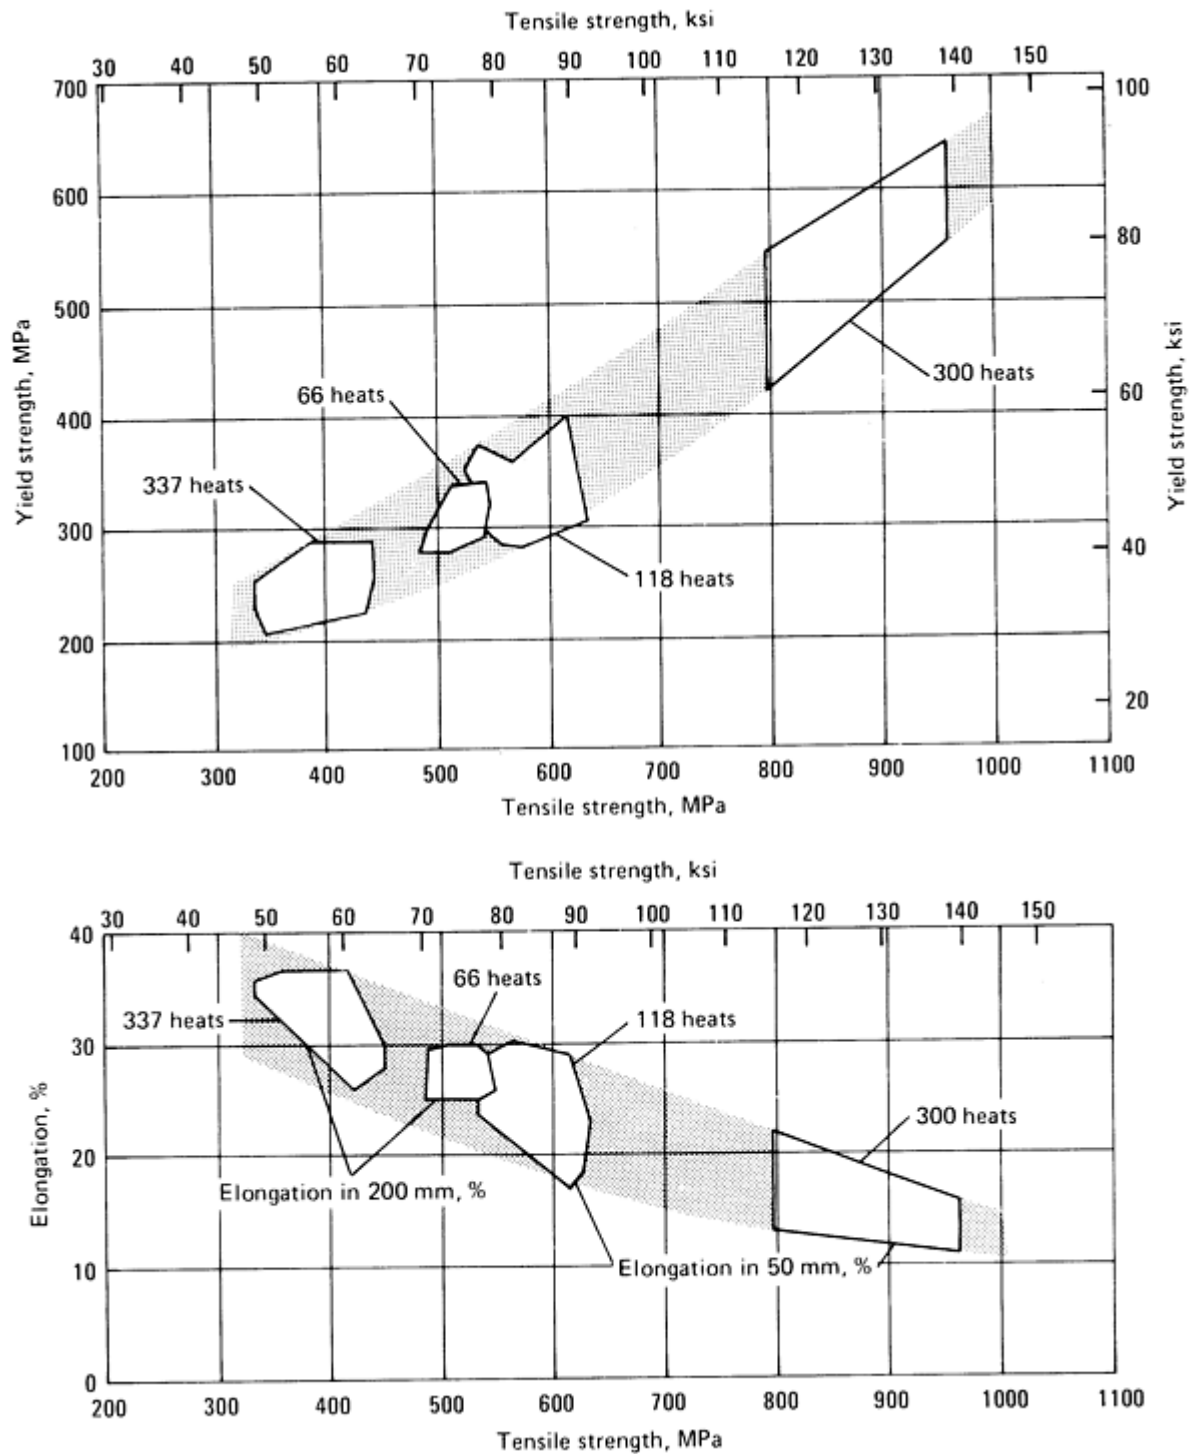 Tensile strength, ksi
30 40 50 60 70 80 90 100 110 120 130 140 150
700 100
600
80
500
300 heats
66 heats
60
400
337 heats
300
40
118 heats
200
20
100
200 300 400 500 600 700 800 900 1000 1100
Tensile strength, MPa
Yield strength, MPa
Yield strength, ksi
Tensile strength, ksi
30 40 50 60 70 80 90 100 110 120 130 140 150
40
66 heats
337 heats
118 heats
30
300 heats
20
Elongation in 200 mm, %
Elongation in 50 mm, %
10
0
200 300 400 500 600 700 800 900 1000 1100
Tensile strength, MPa
Elongation, %